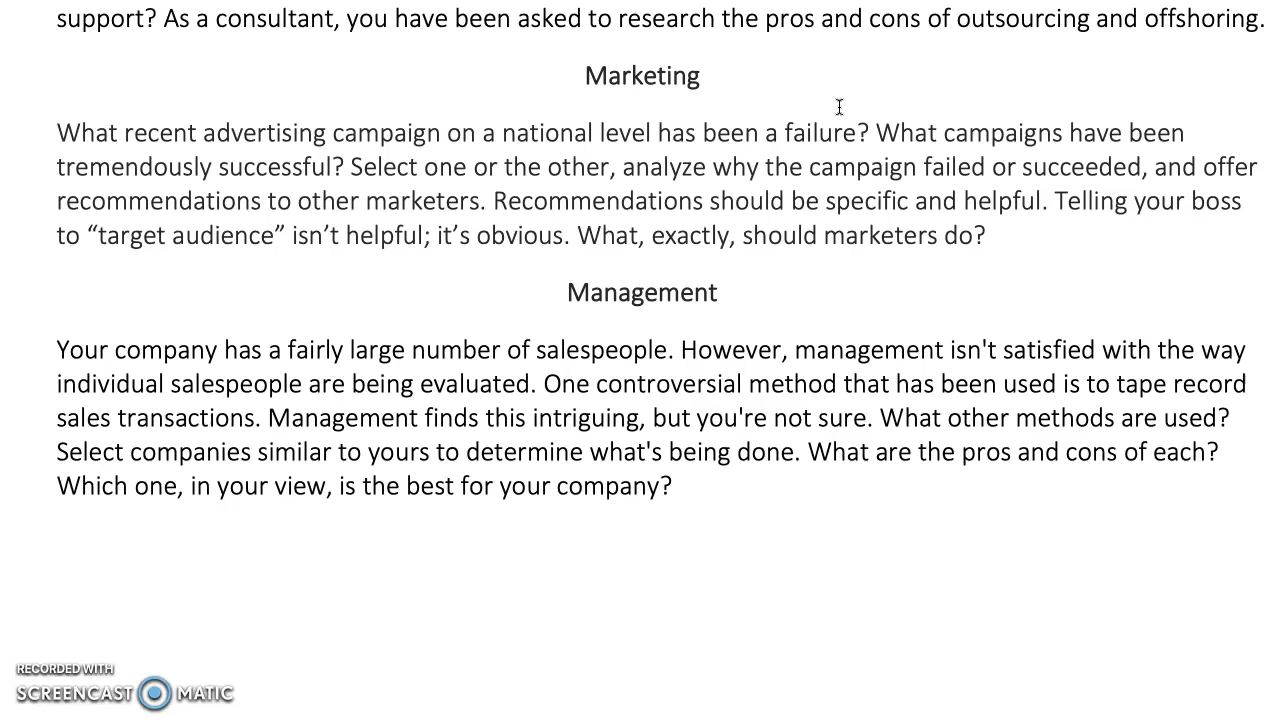 support? As a consultant, you have been asked to research the pros and cons of outsourcing and offshoring.
Marketing
What recent advertising campaign on a national level has been a failure? What campaigns have been
tremendously successful? Select one or the other, analyze why the campaign failed or succeeded, and offer
recommendations to other marketers. Recommendations should be specific and helpful. Telling your boss
to “target audience” isn’t helpful; it’s obvious. What, exactly, should marketers do?
Management
Your company has a fairly large number of salespeople. However, management isn't satisfied with the way
individual salespeople are being evaluated. One controversial method that has been used is to tape record
sales transactions. Management finds this intriguing, but you're not sure. What other methods are used?
Select companies similar to yours to determine what's being done. What are the pros and cons of each?
Which one, in your view, is the best for your company?
RECORDED WITH
SCREENCAST MATIC